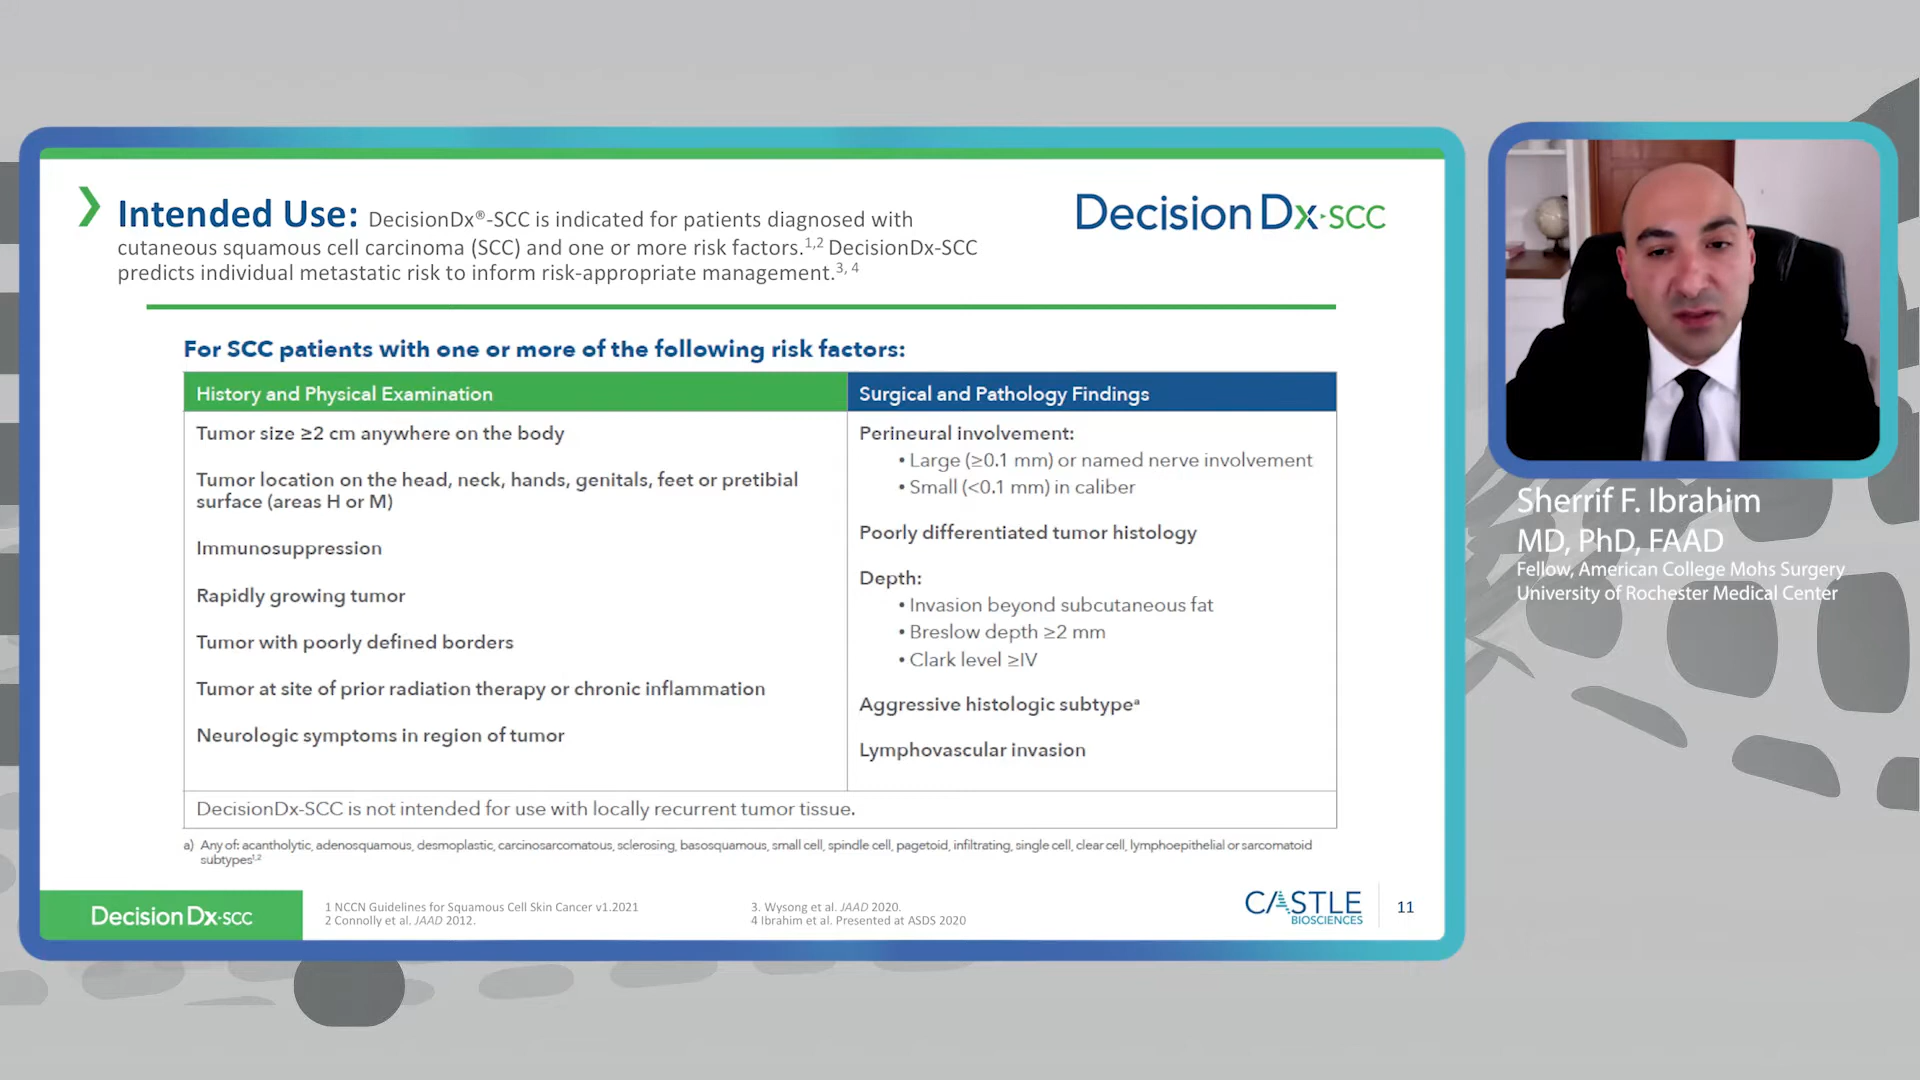 Intended Use: DecisionDx®-SCC is indicated for patients diagnosed with
cutaneous squamous cell carcinoma (SCC) and one or more risk factors.1,2 DecisionDx-SCC
predicts individual metastatic risk to inform risk-appropriate management.3, 4
DecisionDx·SCC
For SCC patients with one or more of the following risk factors:
History and Physical Examination
Tumor size ≥2 cm anywhere on the body
Tumor location on the head, neck, hands, genitals, feet or pretibial
surface (areas H or M)
Immunosuppression
Rapidly growing tumor
Tumor with poorly defined borders
Tumor at site of prior radiation therapy or chronic inflammation
Neurologic symptoms in region of tumor
Surgical and Pathology Findings
Perineural involvement:
• Large (≥0.1 mm) or named nerve involvement
• Small (<0.1 mm) in caliber
Poorly differentiated tumor histology
Depth:
• Invasion beyond subcutaneous fat
• Breslow depth ≥2 mm
• Clark level ≥IV
Aggressive histologic subtypeª
Lymphovascular invasion
DecisionDx-SCC is not intended for use with locally recurrent tumor tissue.
a) Any of: acantholytic, adenosquamous, desmoplastic, carcinosarcomatous, sclerosing, basosquamous, small cell, spindle cell, pagetoid, infiltrating, single cell, clear cell, lymphoepithelial or sarcomatoid
subtypes1,2
DecisionDx·SCC
1 NCCN Guidelines for Squamous Cell Skin Cancer v1.2021
2 Connolly et al. JAAD 2012.
3. Wysong et al. JAAD 2020.
4 Ibrahim et al. Presented at ASDS 2020
CASTLE
BIOSCIENCES
11
Sherrif F. Ibrahim
MD, PhD, FAAD
Fellow, American College Mohs Surgery
University of Rochester Medical Center